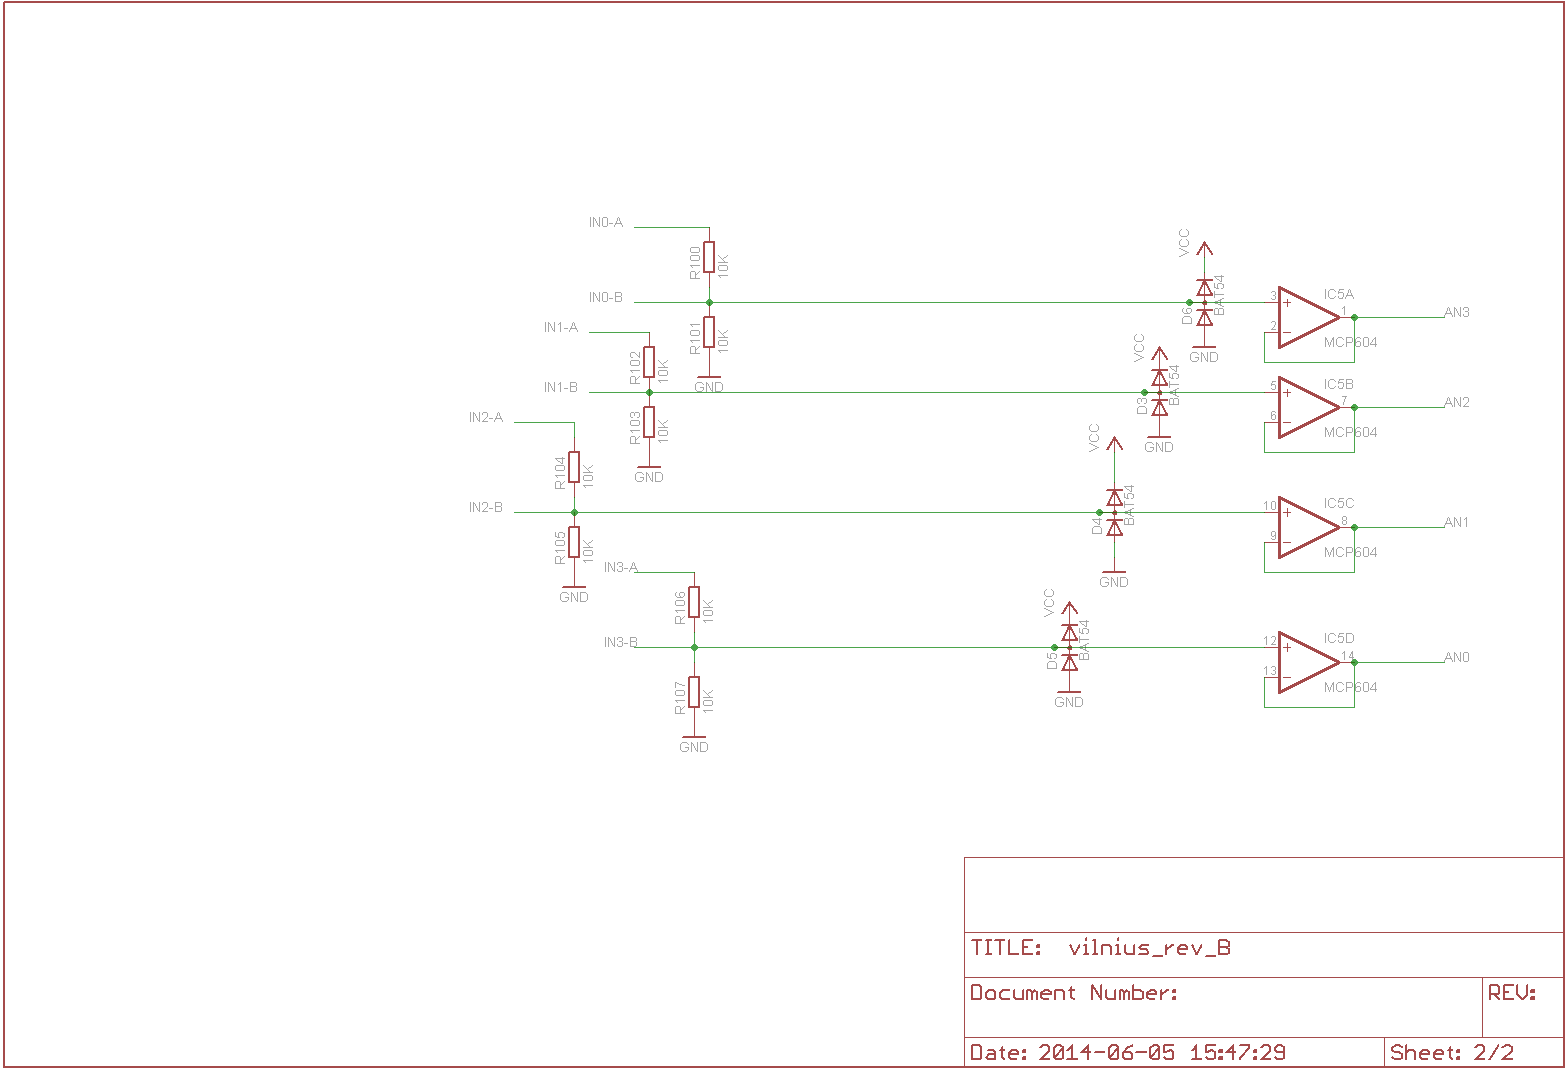 IN0-A
R100
10K
IN0-B
R101
10K
GND
VCC
BAT54
D6
GND
3
2
1
IC5A
MCP604
AN3
IN1-A
R102
10K
IN1-B
R103
10K
GND
VCC
BAT54
D3
GND
5
6
7
IC5B
MCP604
AN2
IN2-A
R104
10K
IN2-B
R105
10K
GND
VCC
BAT54
D4
GND
10
9
8
IC5C
MCP604
AN1
IN3-A
R106
10K
IN3-B
R107
10K
GND
VCC
BAT54
D5
GND
12
13
14
IC5D
MCP604
AN0
TITLE: vilnius_rev_B
Document Number:
REV:
Date: 2014-06-05 15:47:29
Sheet: 2/2